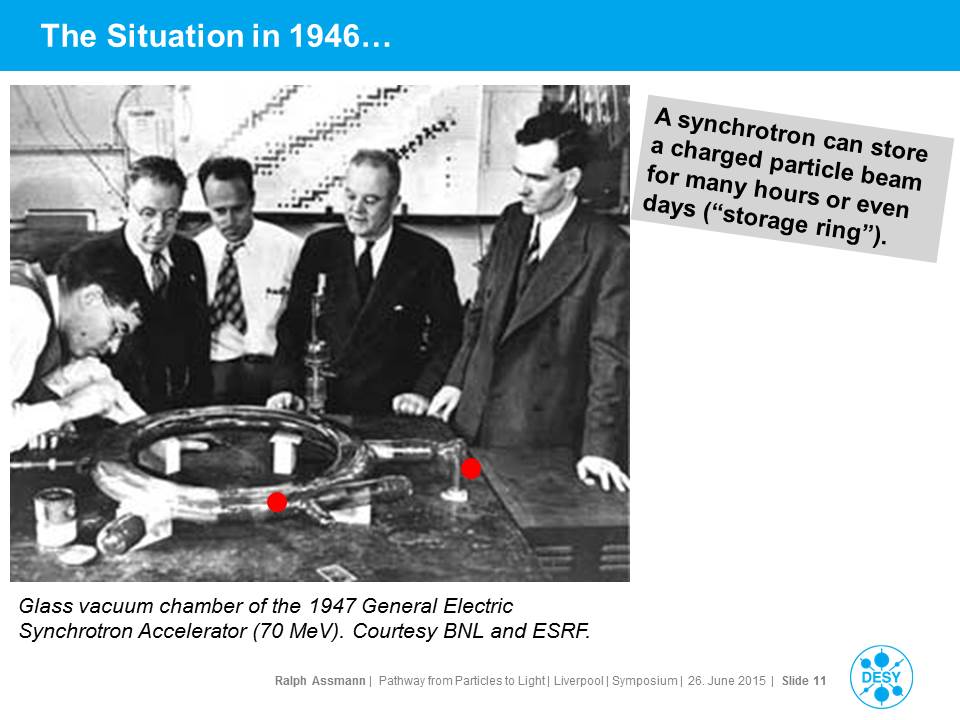 The Situation in 1946…
A synchrotron can store
a charged particle beam
for many hours or even
days (“storage ring”).
Glass vacuum chamber of the 1947 General Electric
Synchrotron Accelerator (70 MeV). Courtesy BNL and ESRF.
Ralph Assmann | Pathway from Particles to Light | Liverpool | Symposium | 26. June 2015 | Slide 11
DESY